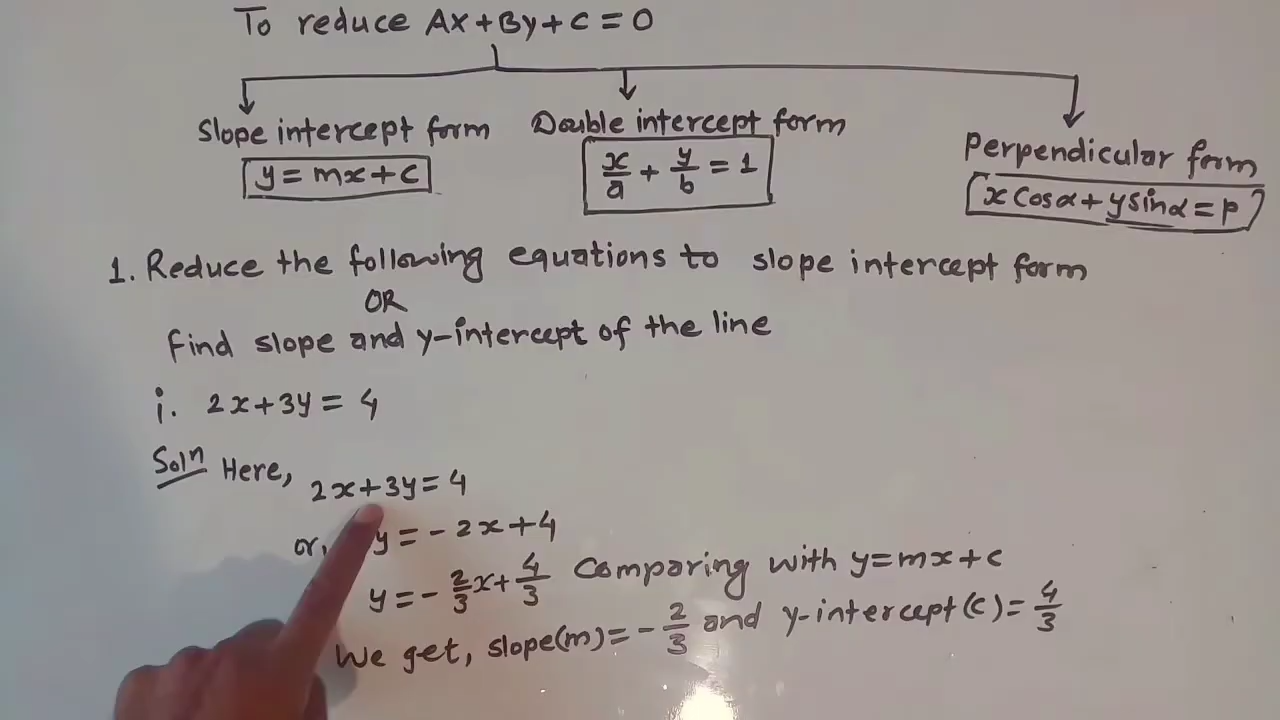 To reduce Ax+By+C=0
Slope intercept form
y = mx + c
Double intercept form
x/a + y/b = 1
Perpendicular form
x cosα + y sinα = p
1. Reduce the following equations to slope intercept form
OR
Find slope and y-intercept of the line
i. 2x+3y = 4
Solⁿ Here,
2x+3y=4
or, y = -2x+4
y = -2/3x+4/3 Comparing with y=mx+c
We get, slope(m)= -2/3 and y-intercept(c)= 4/3